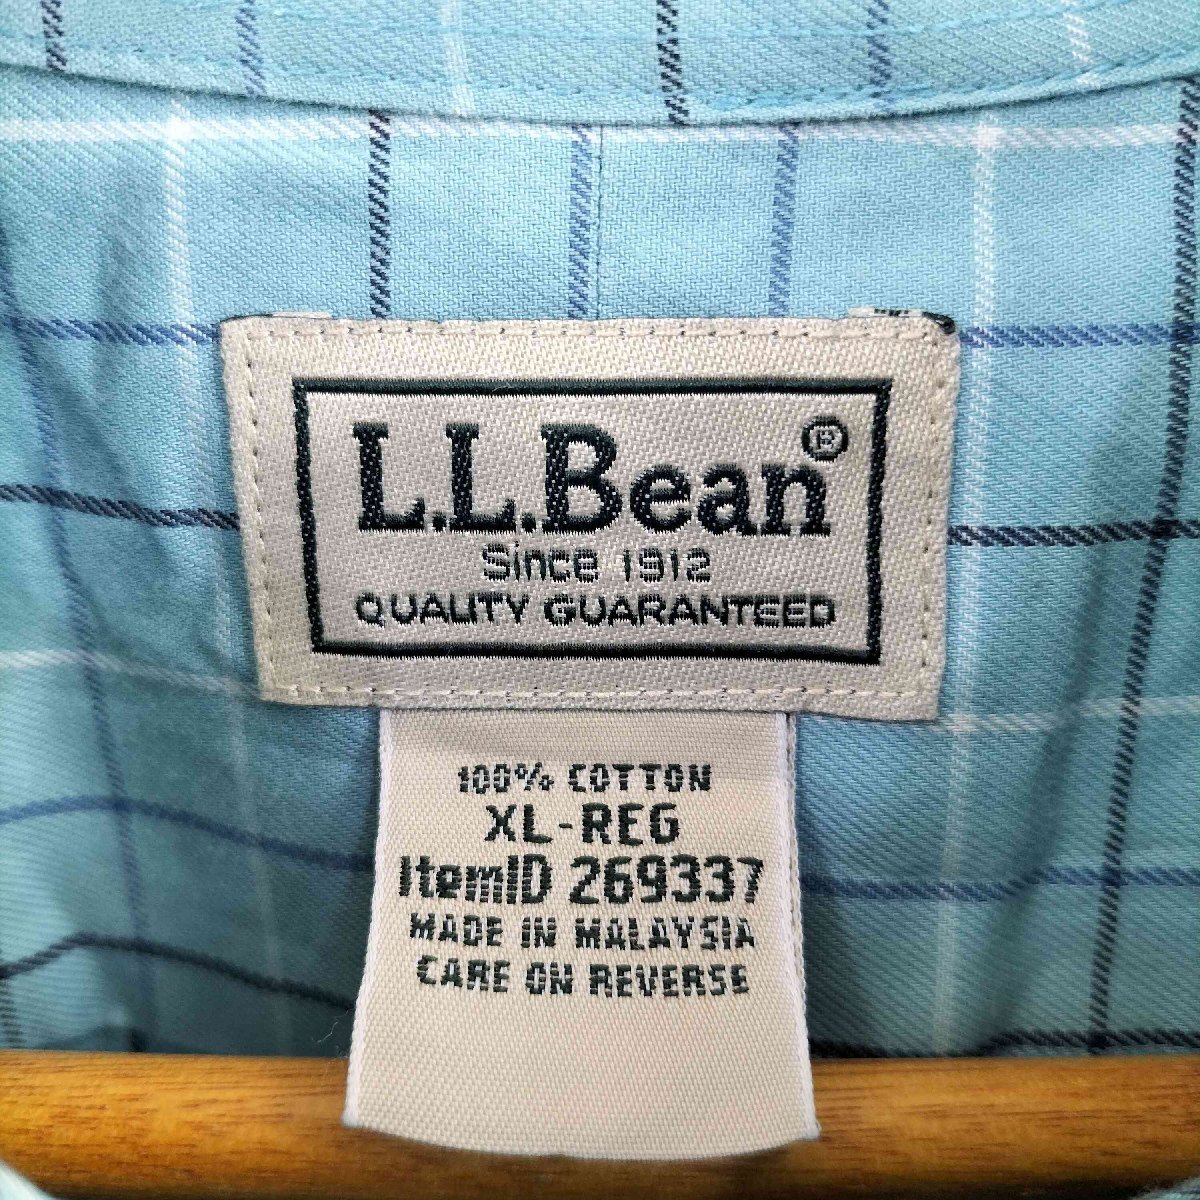 L.L.Bean®
Since 1912
QUALITY GUARANTEED
100% COTTON
XL-REG
ItemID 269337
MADE IN MALAYSIA
CARE ON REVERSE